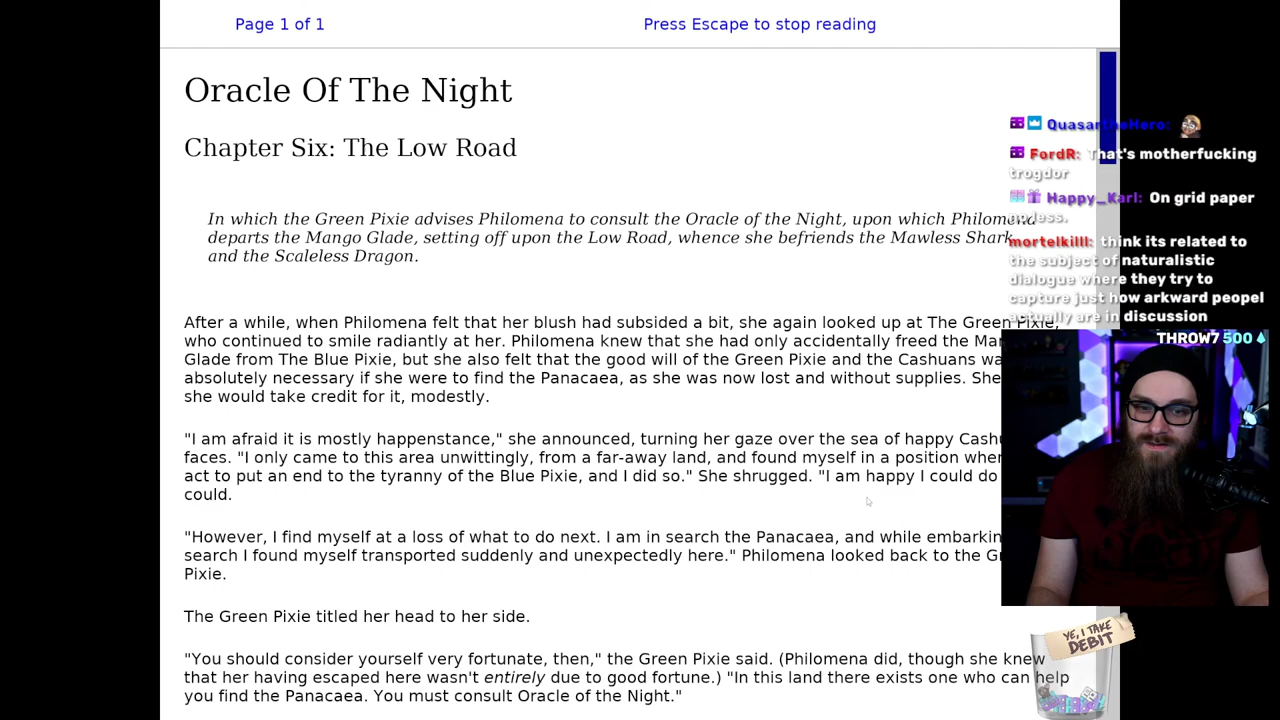 Page 1 of 1
Press Escape to stop reading
Oracle Of The Night
Chapter Six: The Low Road
In which the Green Pixie advises Philomena to consult the Oracle of the Night, upon which Philomena
departs the Mango Glade, setting off upon the Low Road, whence she befriends the Mawless Shark
and the Scaleless Dragon.
After a while, when Philomena felt that her blush had subsided a bit, she again looked up at The Green Pixie,
who continued to smile radiantly at her. Philomena knew that she had only accidentally freed the
Glade from The Blue Pixie, but she also felt that the good will of the Green Pixie and the Cashuans
absolutely necessary if she were to find the Panacaea, as she was now lost and without supplies. She
she would take credit for it, modestly.
"I am afraid it is mostly happenstance," she announced, turning her gaze over the sea of happy
faces. "I only came to this area unwittingly, from a far-away land, and found myself in a position
act to put an end to the tyranny of the Blue Pixie, and I did so." She shrugged. "I am happy I could do
could.
"However, I find myself at a loss of what to do next. I am in search the Panacaea, and while
search I found myself transported suddenly and unexpectedly here." Philomena looked back to the
Pixie.
The Green Pixie titled her head to her side.
"You should consider yourself very fortunate, then," the Green Pixie said. (Philomena did, though she knew
that her having escaped here wasn't entirely due to good fortune.) "In this land there exists one who can help
you find the Panacaea. You must consult Oracle of the Night."
QuasartheHero:
FordR: That's motherfucking
trogdor
Happy_Karl: On grid paper
mortelkilll: think its related to
the subject of naturalistic
dialogue where they try to
capture just how arkward peopel
actually are in discussion
THROW7 500
YE, I TAKE
DEBIT